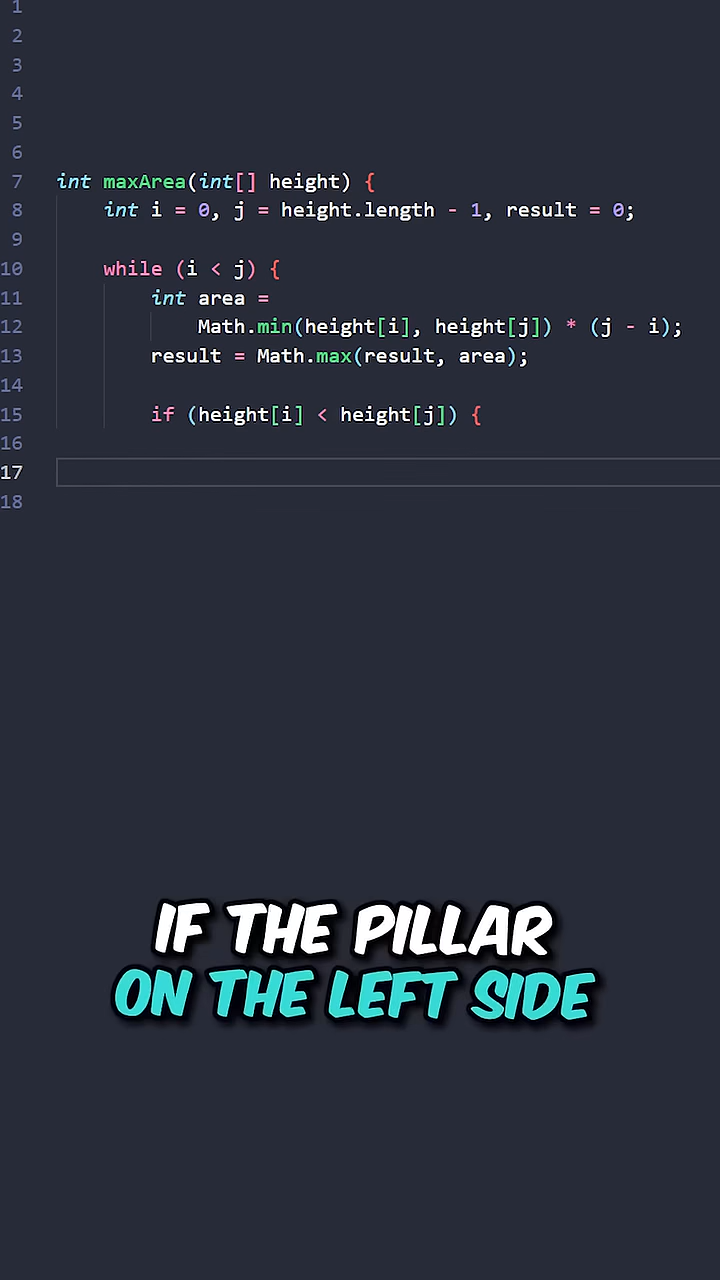 1
2
3
4
5
6
7 int maxArea(int[] height) {
8 int i = 0, j = height.length - 1, result = 0;
9
10 while (i < j) {
11 int area =
12 Math.min(height[i], height[j]) * (j - i);
13 result = Math.max(result, area);
14
15 if (height[i] < height[j]) {
16
17
18
IF THE PILLAR
ON THE LEFT SIDE